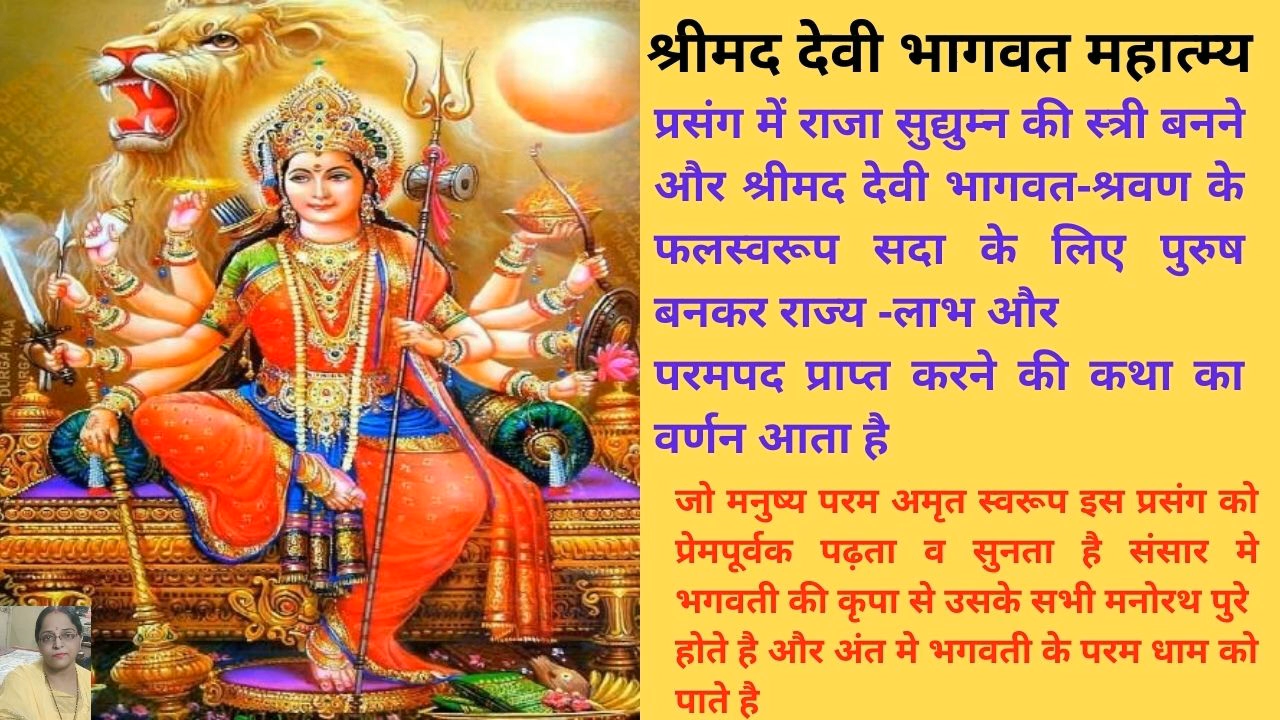 श्रीमद देवी भागवत महात्म्य
प्रसंग में राजा सुद्युम्न की स्त्री बनने
और श्रीमद देवी भागवत-श्रवण के
फलस्वरूप सदा के लिए पुरुष
बनकर राज्य -लाभ और
परमपद प्राप्त करने की कथा का
वर्णन आता है
जो मनुष्य परम अमृत स्वरूप इस प्रसंग को
प्रेमपूर्वक पढ़ता व सुनता है संसार मे
भगवती की कृपा से उसके सभी मनोरथ पुरे
होते है और अंत मे भगवती के परम धाम को
पाते है
DURGA MAA